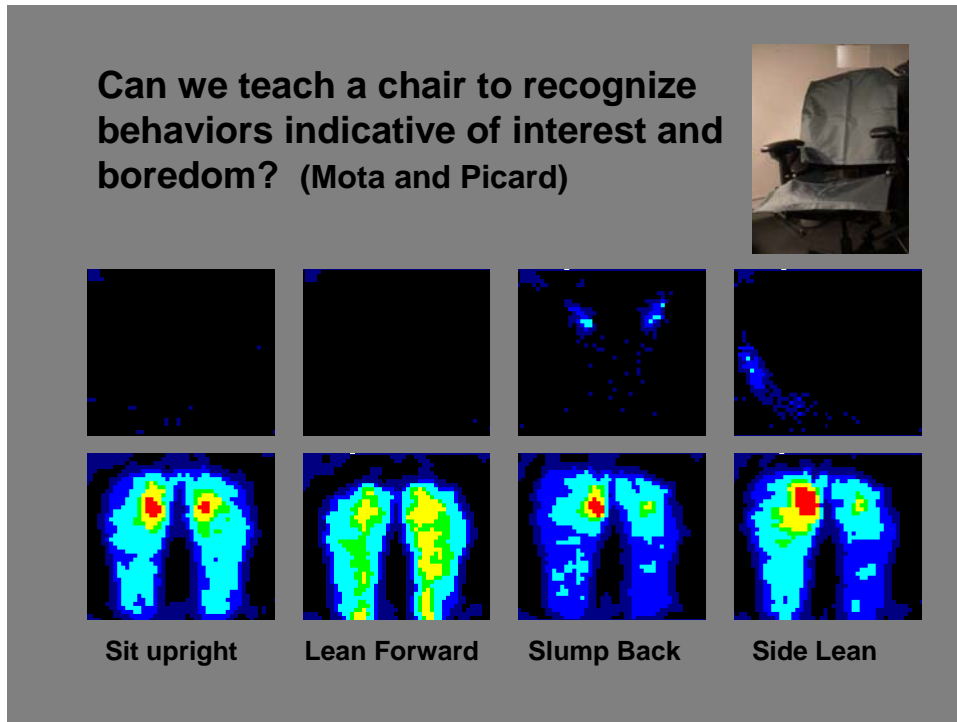 Can we teach a chair to recognize
behaviors indicative of interest and
boredom? (Mota and Picard)
Sit upright Lean Forward Slump Back Side Lean